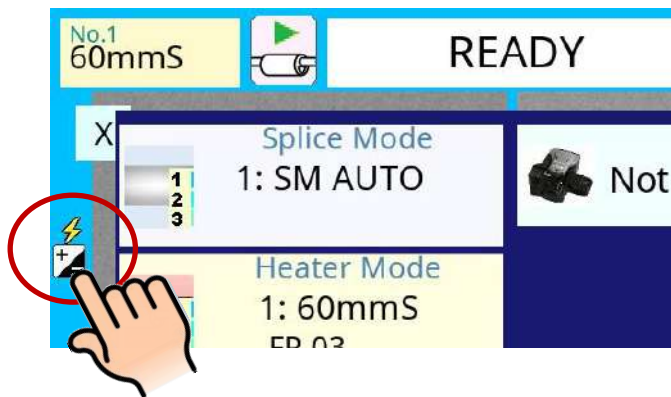 No.1
60mmS
READY
X
Splice Mode
1: SM AUTO
1
2
3
Not
Heater Mode
1: 60mmS